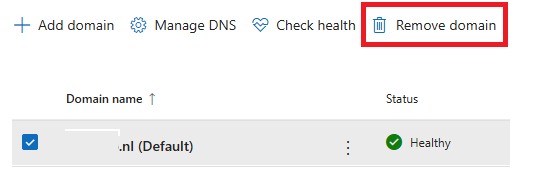 Add domain Manage DNS Check health Remove domain
Domain name ↑ Status
.nl (Default) Healthy